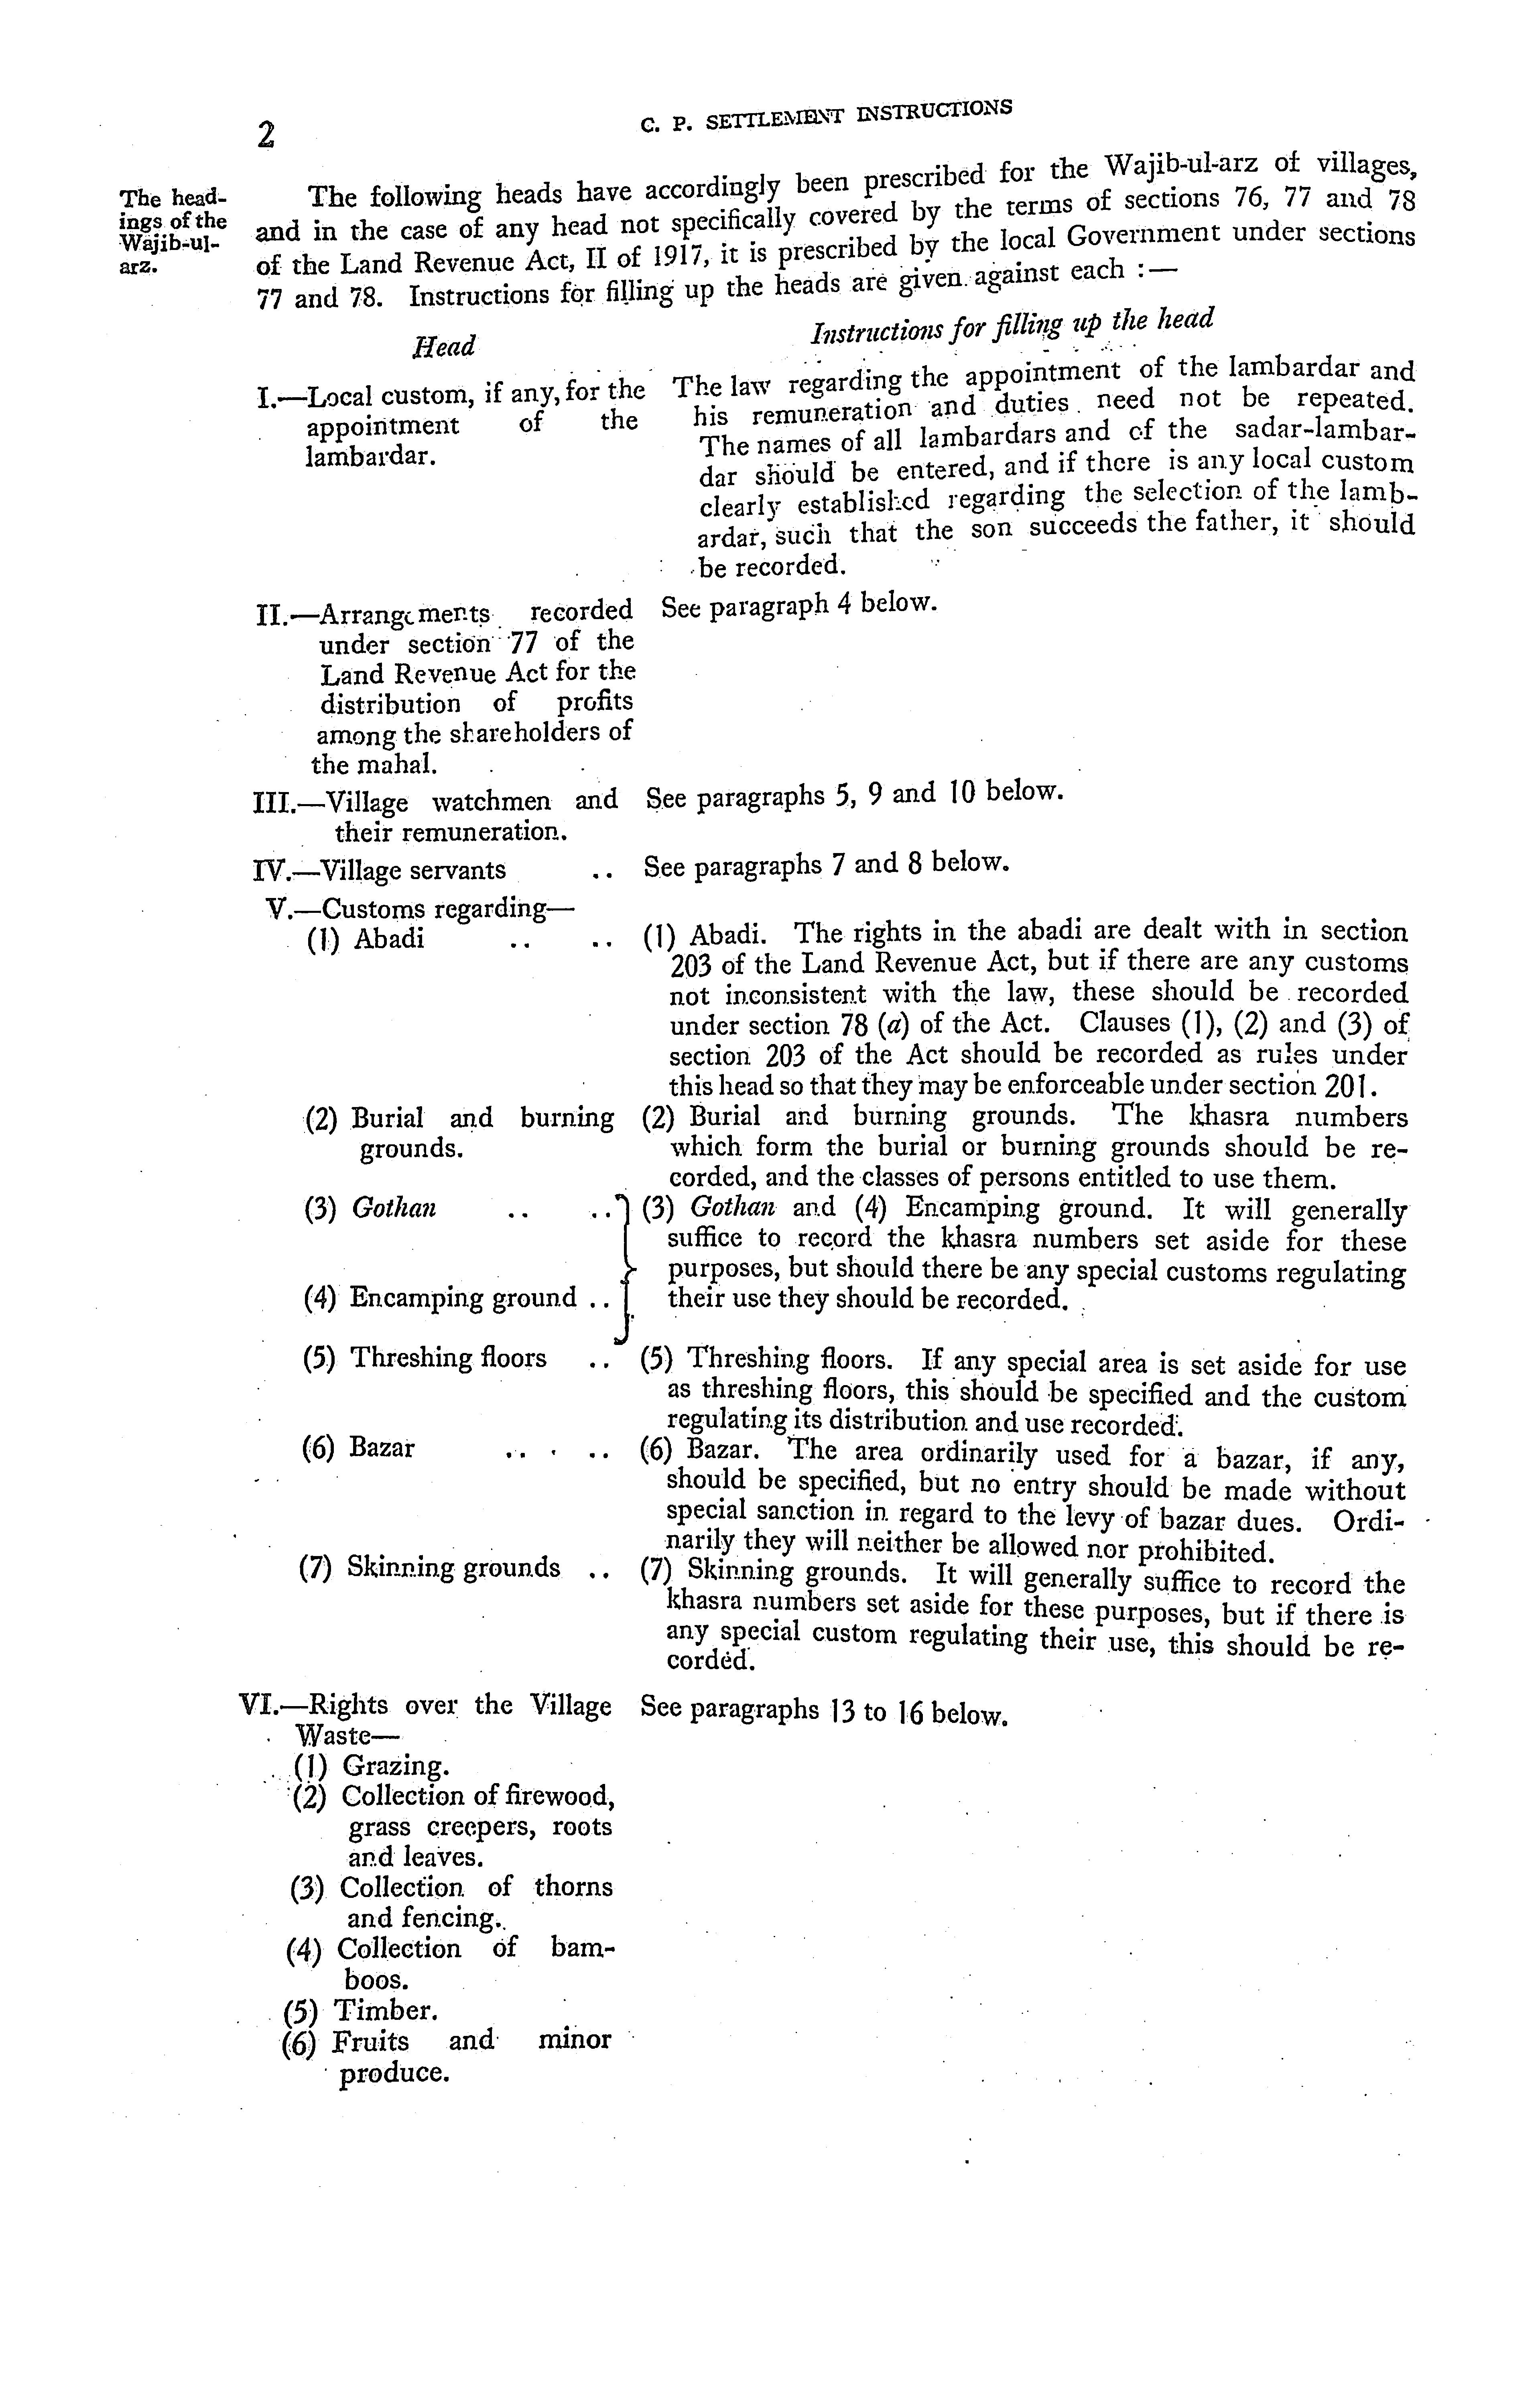 2
C. P. SETTLEMENT INSTRUCTIONS
The head-
ings of the
Wajib-ul-
arz.
The following heads have accordingly been prescribed for the Wajib-ul-arz of villages,
and in the case of any head not specifically covered by the terms of sections 76, 77 and 78
of the Land Revenue Act, II of 1917, it is prescribed by the local Government under sections
77 and 78. Instructions for filling up the heads are given against each :—
Head
Instructions for filling up the head
I.—Local custom, if any, for the
appointment of the
lambardar.
The law regarding the appointment of the lambardar and
his remuneration and duties need not be repeated.
The names of all lambardars and of the sadar-lambar-
dar should be entered, and if there is any local custom
clearly established regarding the selection of the lamb-
ardar, such that the son succeeds the father, it should
be recorded.
II.—Arrangements recorded
under section 77 of the
Land Revenue Act for the
distribution of profits
among the shareholders of
the mahal.
See paragraph 4 below.
III.—Village watchmen and
their remuneration.
See paragraphs 5, 9 and 10 below.
IV.—Village servants ..
See paragraphs 7 and 8 below.
V.—Customs regarding—
(1) Abadi .. ..
(1) Abadi. The rights in the abadi are dealt with in section
203 of the Land Revenue Act, but if there are any customs
not inconsistent with the law, these should be recorded
under section 78 (a) of the Act. Clauses (1), (2) and (3) of
section 203 of the Act should be recorded as rules under
this head so that they may be enforceable under section 201.
(2) Burial and burning
grounds.
(2) Burial and burning grounds. The khasra numbers
which form the burial or burning grounds should be re-
corded, and the classes of persons entitled to use them.
(3) Gothan .. ..
(4) Encamping ground ..
(3) Gothan and (4) Encamping ground. It will generally
suffice to record the khasra numbers set aside for these
purposes, but should there be any special customs regulating
their use they should be recorded.
(5) Threshing floors ..
(5) Threshing floors. If any special area is set aside for use
as threshing floors, this should be specified and the custom
regulating its distribution and use recorded.
(6) Bazar .. ..
(6) Bazar. The area ordinarily used for a bazar, if any,
should be specified, but no entry should be made without
special sanction in regard to the levy of bazar dues. Ordi-
narily they will neither be allowed nor prohibited.
(7) Skinning grounds ..
(7) Skinning grounds. It will generally suffice to record the
khasra numbers set aside for these purposes, but if there is
any special custom regulating their use, this should be re-
corded.
VI.—Rights over the Village
Waste—
See paragraphs 13 to 16 below.
(1) Grazing.
(2) Collection of firewood,
grass creepers, roots
and leaves.
(3) Collection of thorns
and fencing.
(4) Collection of bam-
boos.
(5) Timber.
(6) Fruits and minor
produce.